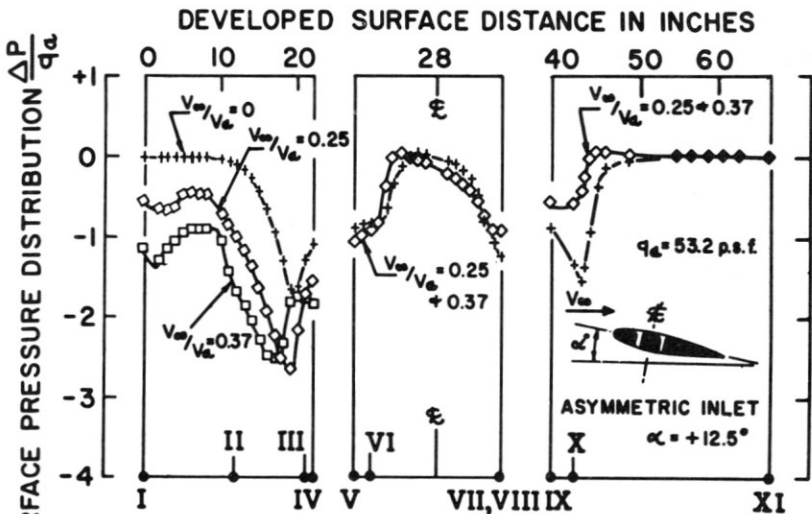 DEVELOPED SURFACE DISTANCE IN INCHES
0 10 20 22 28 40 50 60
+1
0
-1
-2
-3
-4
SURFACE PRESSURE DISTRIBUTION ΔP/qa
V∞/Va=0
V∞/Va=0.25
V∞/Va=0.37
℄
V∞/Va=0.25
+0.37
℄
V∞/Va=0.25+0.37
qa=53.2 p.s.f.
V∞
℄
α
ASYMMETRIC INLET
α=+12.5°
II III VI X
I IV V VII,VIII IX XI